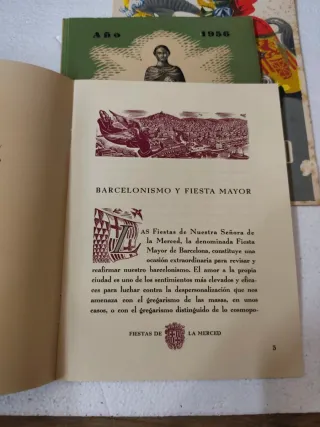 Año 1956
BARCELONISMO Y FIESTA MAYOR
LAS Fiestas de Nuestra Señora de
la Merced, la denominada Fiesta
Mayor de Barcelona, constituye una
ocasión extraordinaria para revisar y
reafirmar nuestro barcelonismo. El amor a la propia
ciudad es uno de los sentimientos más elevados y efica-
ces para luchar contra la despersonalización que nos
amenaza con el gregarismo de las masas, en unos
casos, o con el gregarismo distinguido de lo cosmopo-
FIESTAS DE LA MERCED
5